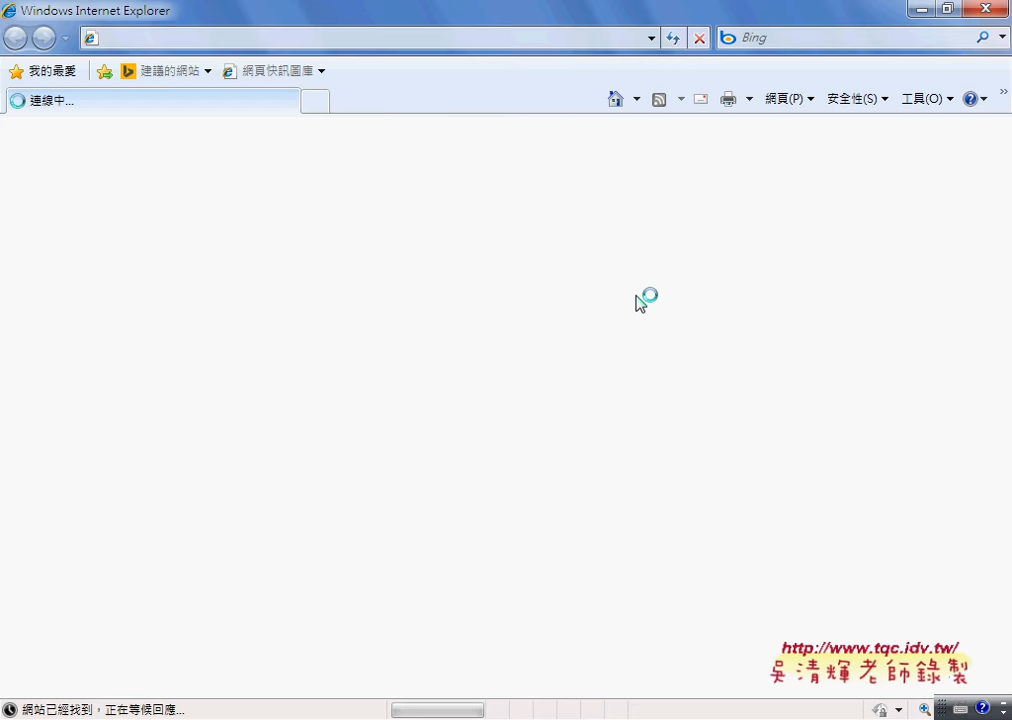 Windows Internet Explorer
Bing
我的最愛
建議的網站
網頁快訊圖庫
連線中...
網頁(P)
安全性(S)
工具(O)
http://www.tqc.idv.tw/
吳清輝老師錄製
網站已經找到，正在等候回應...